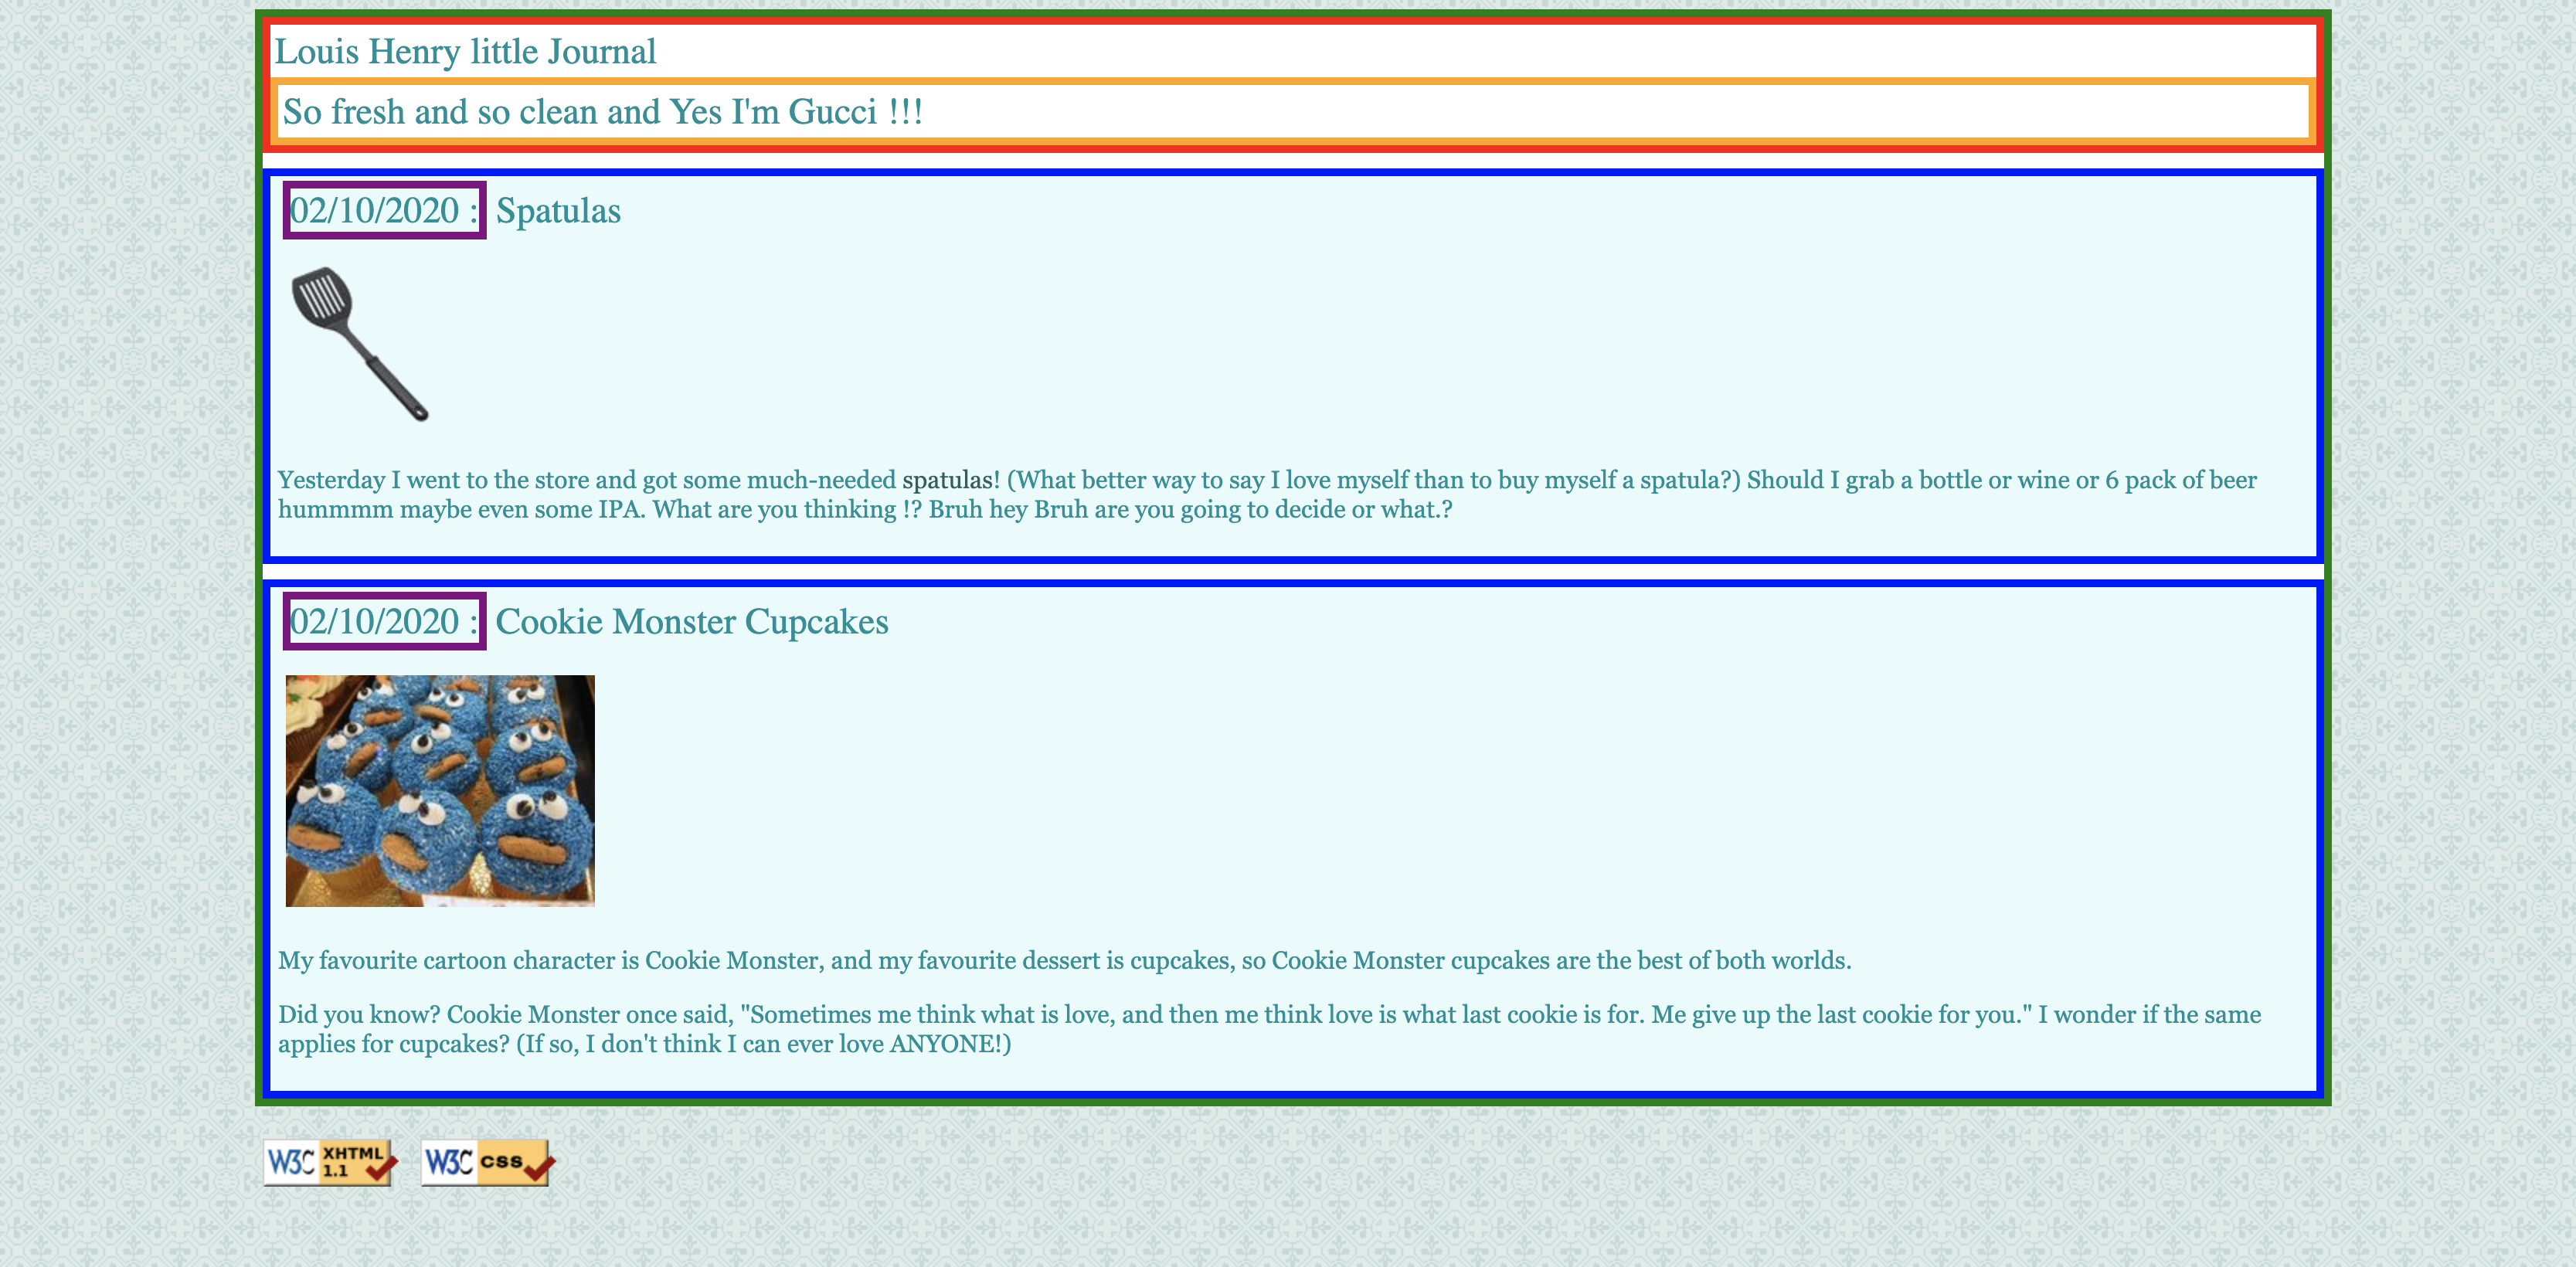 Louis Henry little Journal
So fresh and so clean and Yes I'm Gucci !!!
02/10/2020 : Spatulas
Yesterday I went to the store and got some much-needed spatulas! (What better way to say I love myself than to buy myself a spatula?) Should I grab a bottle or wine or 6 pack of beer
hummmm maybe even some IPA. What are you thinking !? Bruh hey Bruh are you going to decide or what.?
02/10/2020 : Cookie Monster Cupcakes
My favourite cartoon character is Cookie Monster, and my favourite dessert is cupcakes, so Cookie Monster cupcakes are the best of both worlds.
Did you know? Cookie Monster once said, "Sometimes me think what is love, and then me think love is what last cookie is for. Me give up the last cookie for you." I wonder if the same
applies for cupcakes? (If so, I don't think I can ever love ANYONE!)
W3C XHTML 1.1 W3C CSS